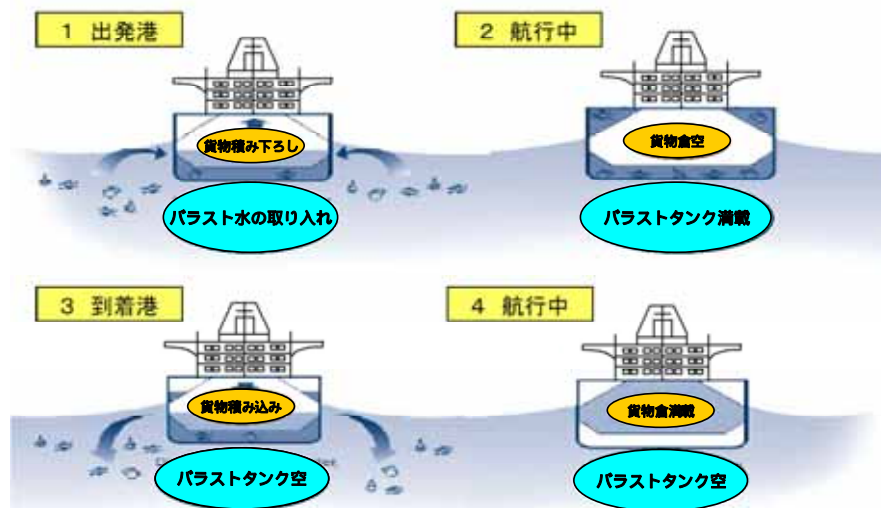 1 出発港
2 航行中
貨物積み下ろし
貨物倉空
バラスト水の取り入れ
バラストタンク満載
3 到着港
4 航行中
貨物積み込み
貨物倉満載
バラストタンク空
バラストタンク空